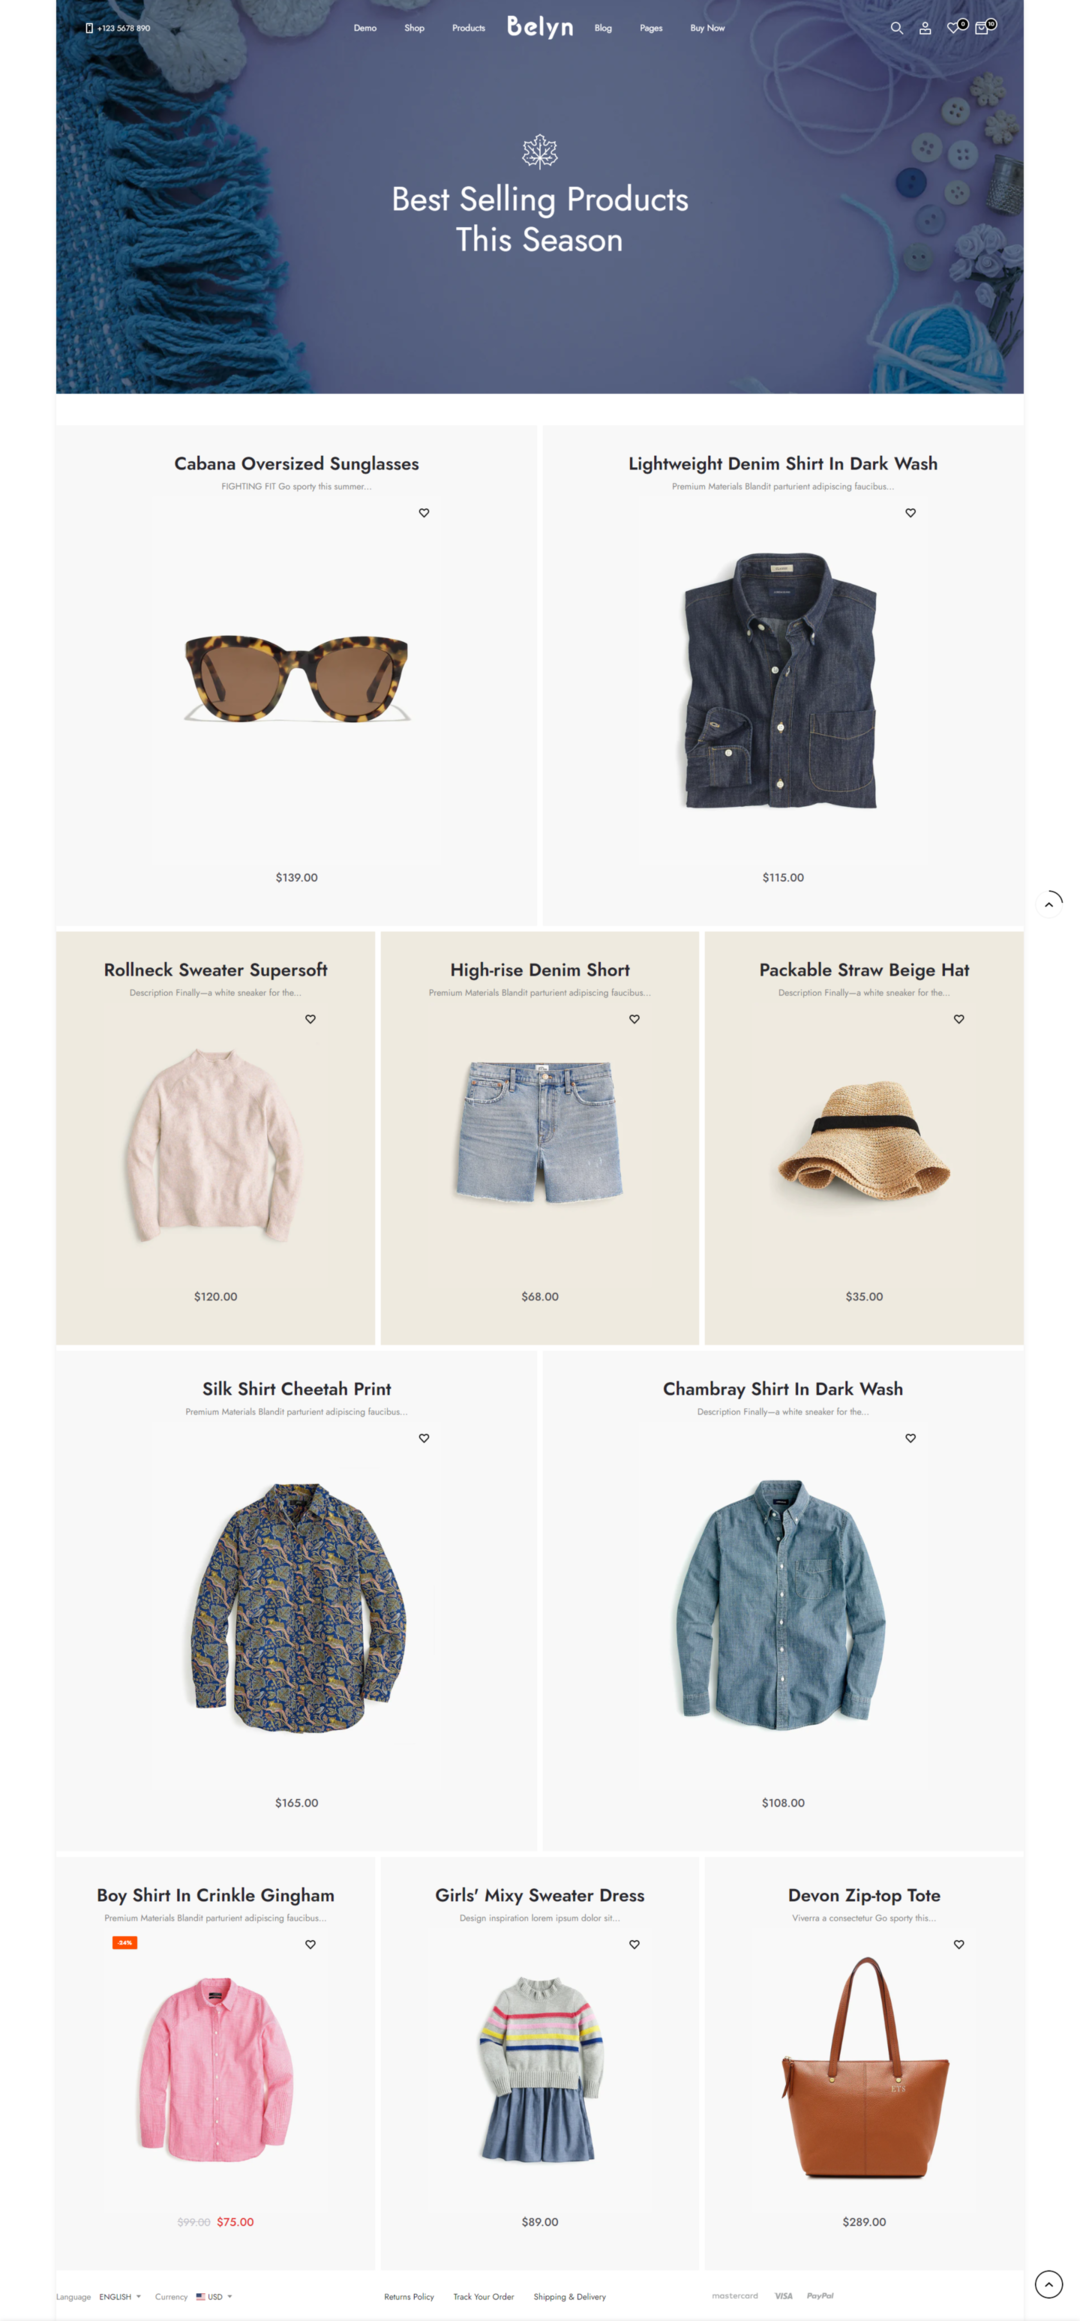 +123 5678 890
Demo
Shop
Products
Belyn
Blog
Pages
Buy Now
0
10
Best Selling Products
This Season
Cabana Oversized Sunglasses
FIGHTING FIT Go sporty this summer...
Lightweight Denim Shirt In Dark Wash
Premium Materials Blandit parturient adipiscing faucibus...
$139.00
$115.00
Rollneck Sweater Supersoft
Description Finally—a white sneaker for the...
High-rise Denim Short
Premium Materials Blandit parturient adipiscing faucibus...
Packable Straw Beige Hat
Description Finally—a white sneaker for the...
$120.00
$68.00
$35.00
Silk Shirt Cheetah Print
Premium Materials Blandit parturient adipiscing faucibus...
Chambray Shirt In Dark Wash
Description Finally—a white sneaker for the...
$165.00
$108.00
Boy Shirt In Crinkle Gingham
Premium Materials Blandit parturient adipiscing faucibus...
Girls' Mixy Sweater Dress
Design inspiration lorem ipsum dolor sit...
Devon Zip-top Tote
Viverra a consectetur Go sporty this...
-24%
ETS
$99.00 $75.00
$89.00
$289.00
Language ENGLISH Currency USD
Returns Policy
Track Your Order
Shipping & Delivery
mastercard
VISA
PayPal